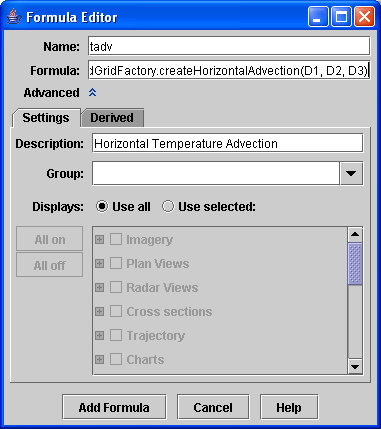 Formula Editor
Name: tadv
Formula: dGridFactory.createHorizontalAdvection(D1, D2, D3)
Advanced
Settings Derived
Description: Horizontal Temperature Advection
Group:
Displays: Use all Use selected:
All on
All off
Imagery
Plan Views
Radar Views
Cross sections
Trajectory
Charts
Add Formula Cancel Help